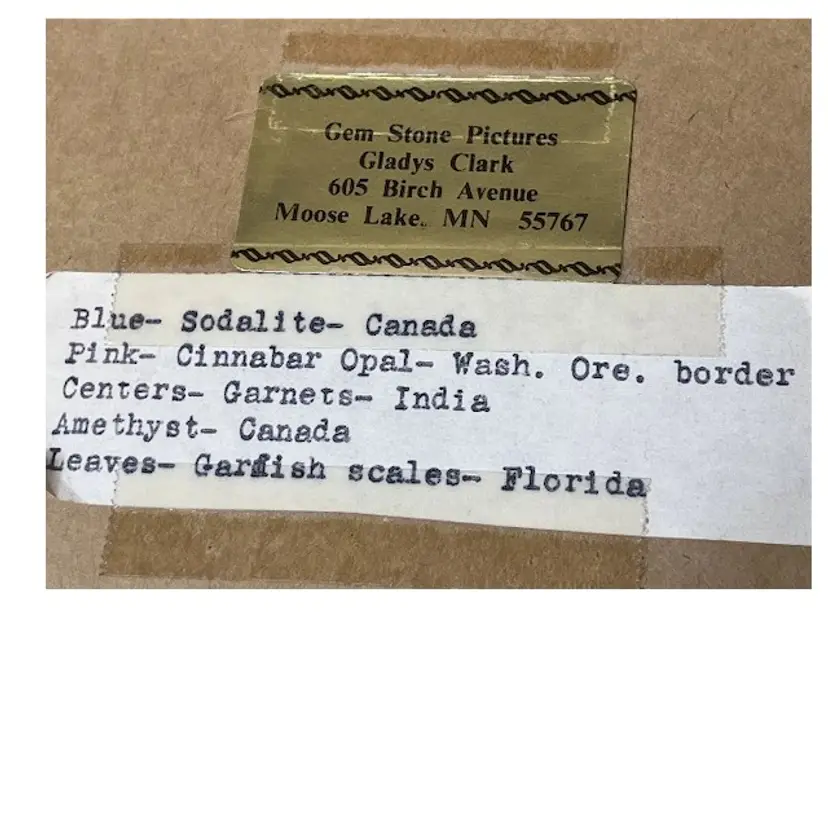 Gem Stone Pictures
Gladys Clark
605 Birch Avenue
Moose Lake, MN 55767
Blue- Sodalite- Canada
Pink- Cinnabar Opal- Wash. Ore. border
Centers- Garnets- India
Amethyst- Canada
Leaves- Garfish scales- Florida